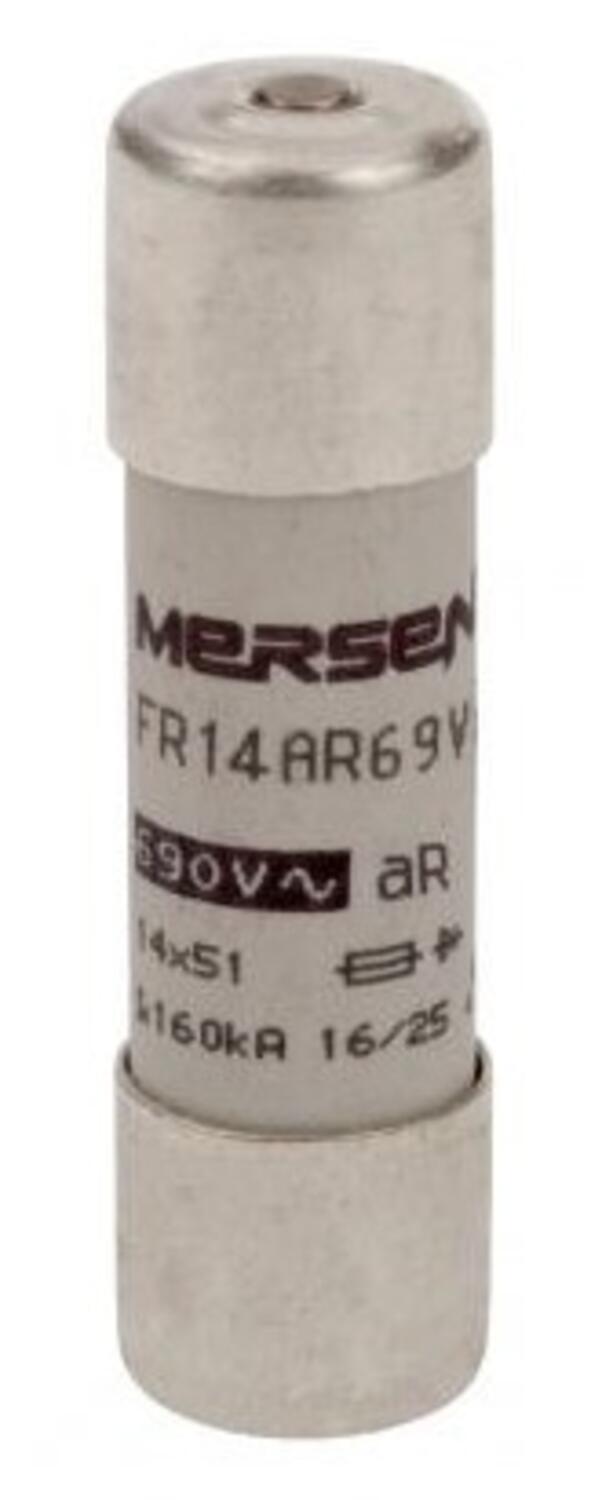 MERSEN
FR14AR69V
690V~ aR
14x51
160kA 16/25